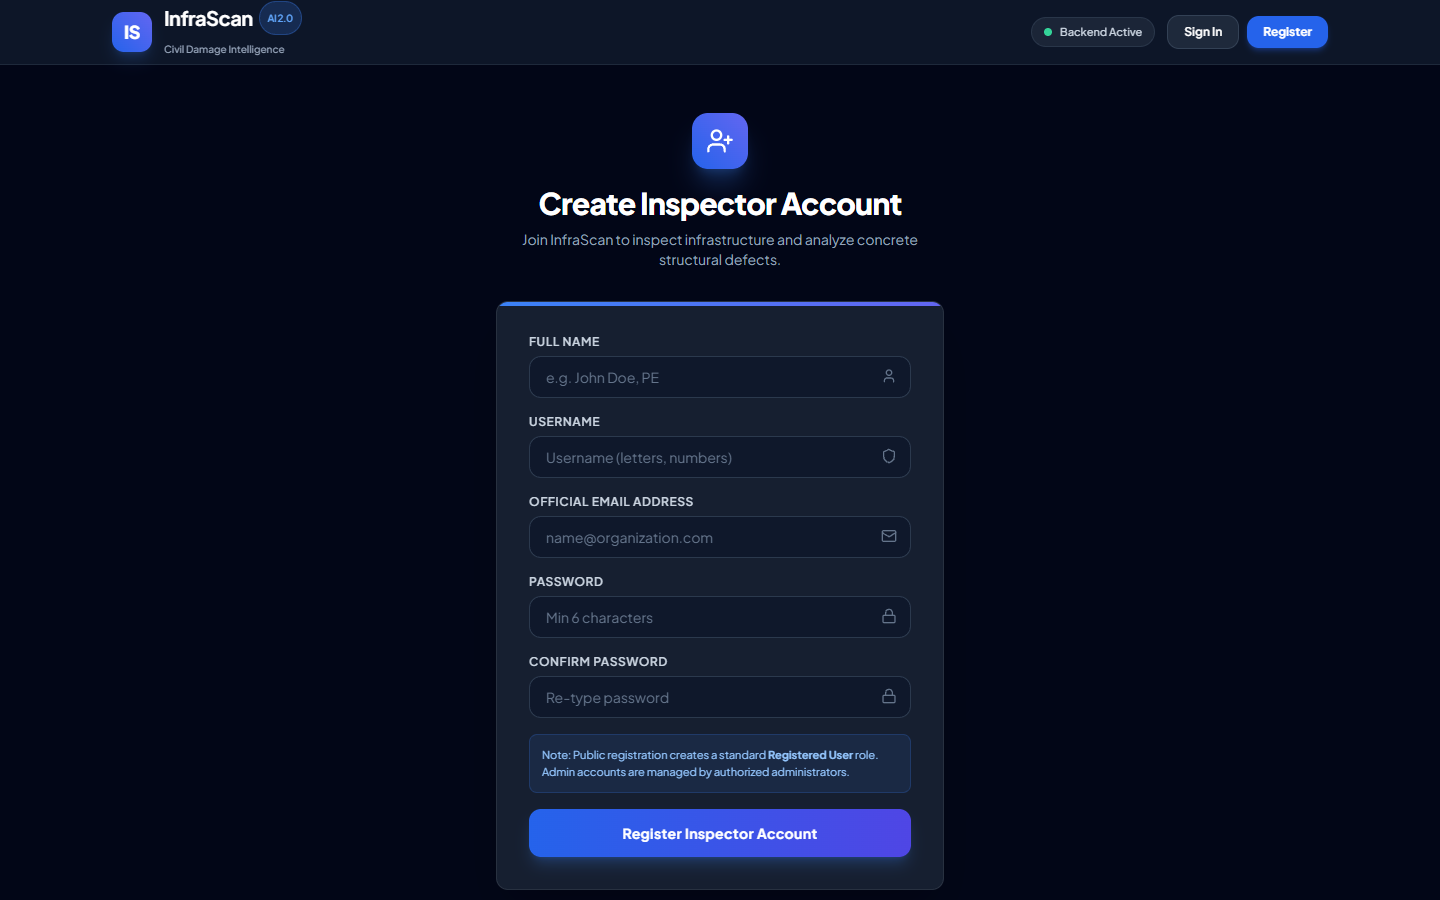 IS
InfraScan
AI 2.0
Civil Damage Intelligence
Backend Active
Sign In
Register
Create Inspector Account
Join InfraScan to inspect infrastructure and analyze concrete
structural defects.
FULL NAME
e.g. John Doe, PE
USERNAME
Username (letters, numbers)
OFFICIAL EMAIL ADDRESS
name@organization.com
PASSWORD
Min 6 characters
CONFIRM PASSWORD
Re-type password
Note: Public registration creates a standard Registered User role.
Admin accounts are managed by authorized administrators.
Register Inspector Account